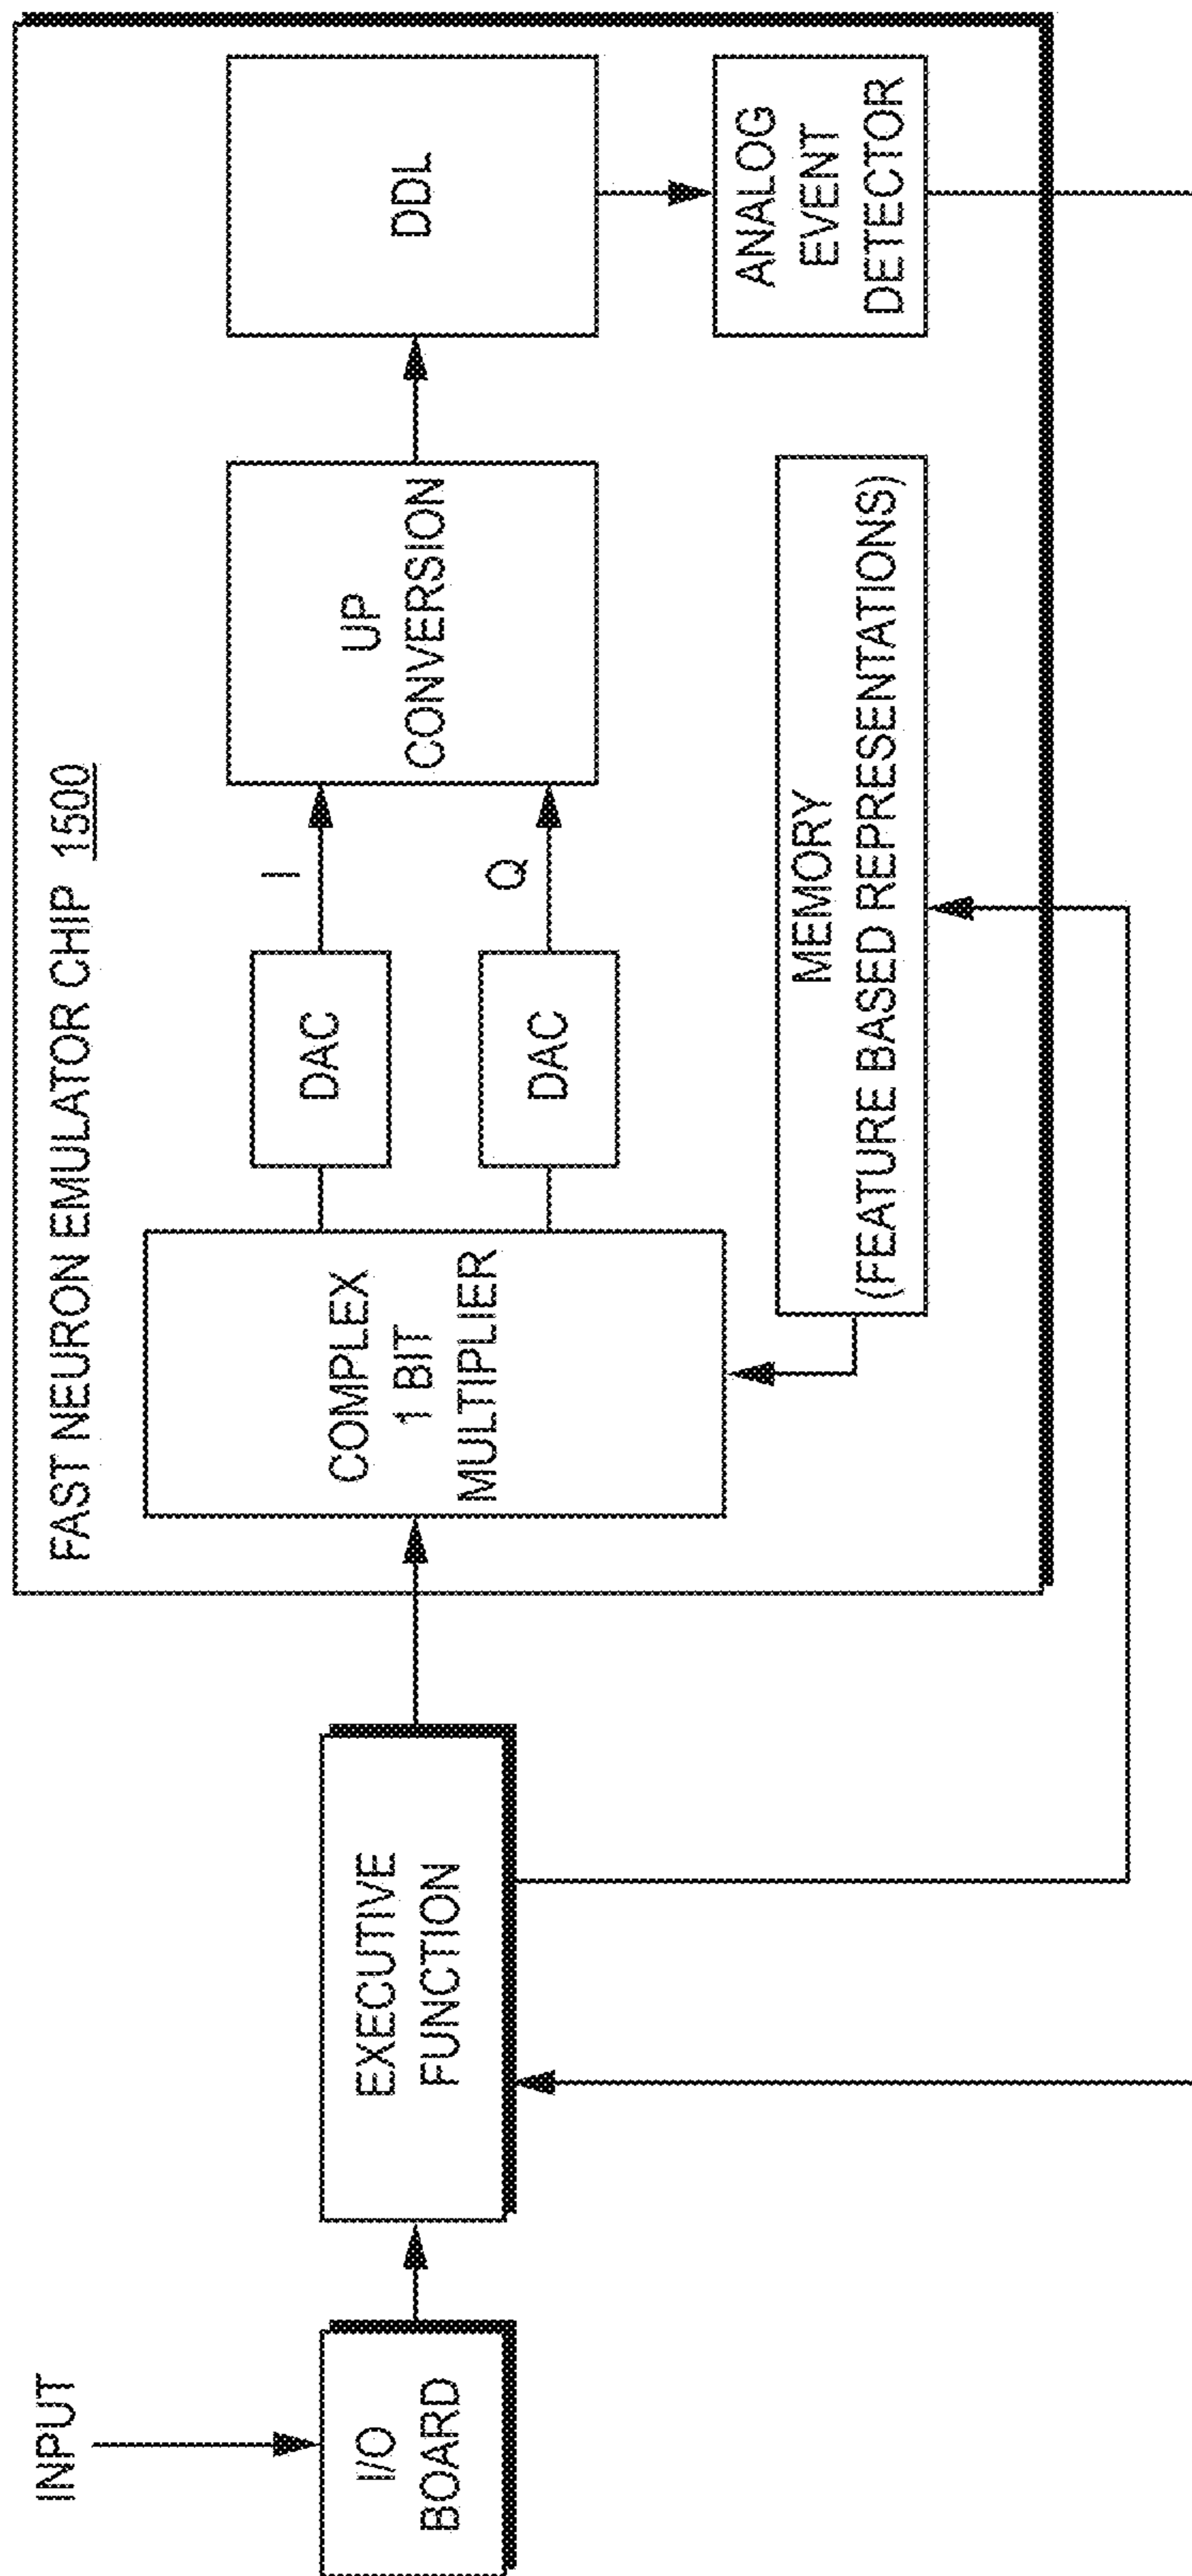 FAST NEURON EMULATOR CHIP 1500
INPUT
I/O
BOARD
EXECUTIVE
FUNCTION
COMPLEX
1 BIT
MULTIPLIER
DAC
DAC
I
Q
UP
CONVERSION
DDL
ANALOG
EVENT
DETECTOR
MEMORY
(FEATURE BASED REPRESENTATIONS)